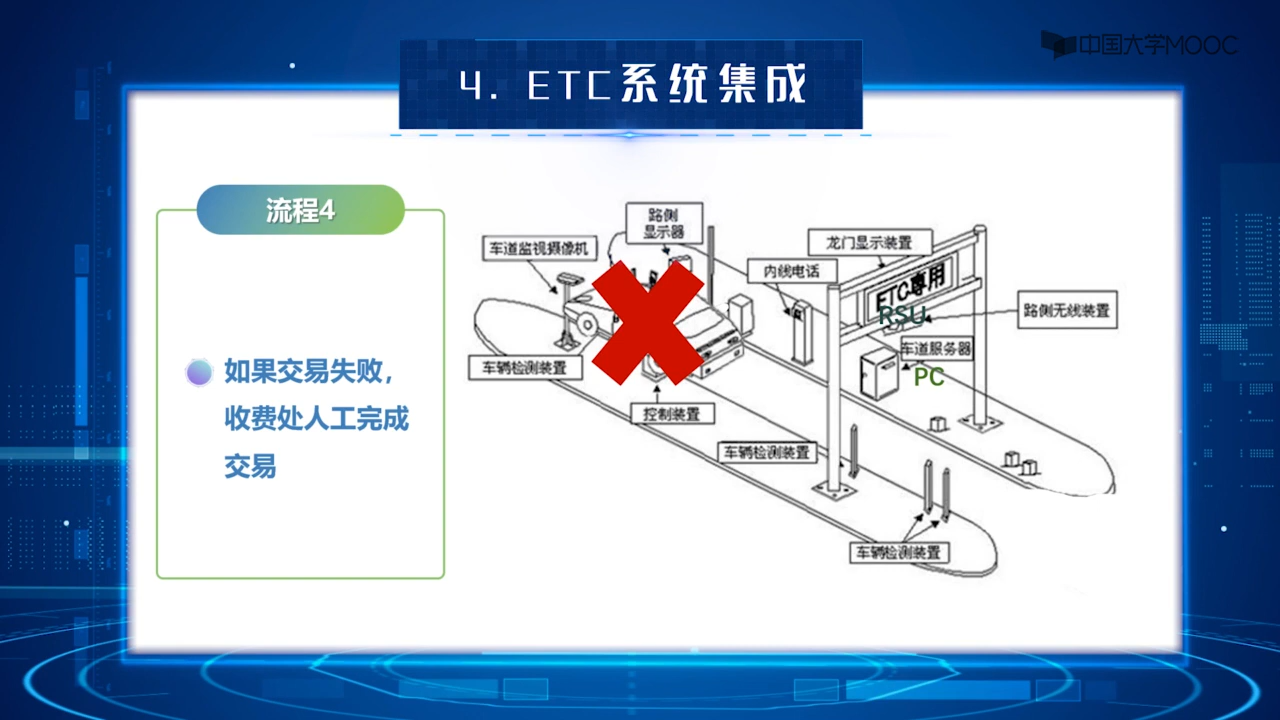 中国大学MOOC
4. ETC系统集成
流程4
如果交易失败,
收费处人工完成
交易
路侧
显示器
车道监视摄像机
龙门显示装置
内线电话
ETC專用
RSU
路侧无线装置
车道服务器
PC
车辆检测装置
控制装置
车辆检测装置
车辆检测装置